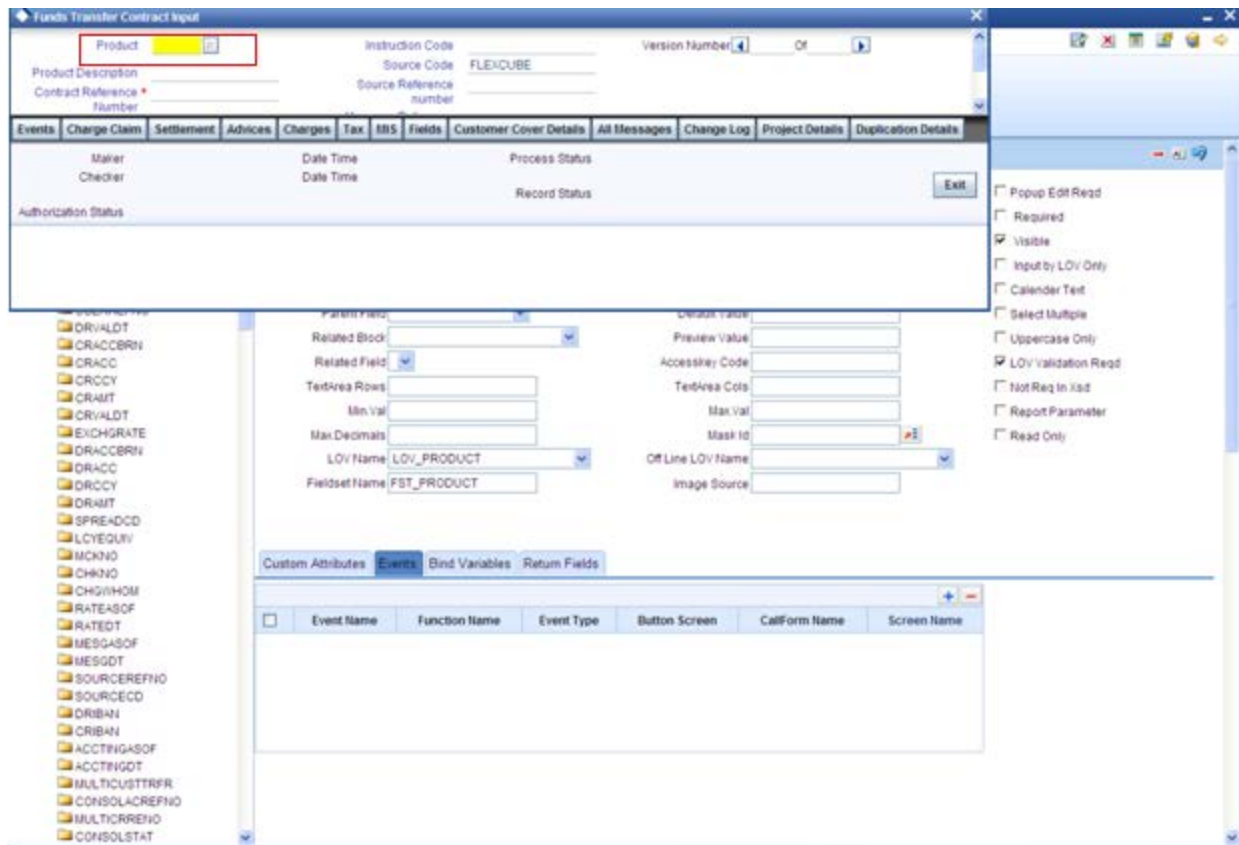 Funds Transfer Contract Input
Product
Instruction Code
Version Number
Of
Product Description
Source Code FLEXCUBE
Contract Reference *
Number
Source Reference
number
Events Charge Claim Settlement Advices Charges Tax MIS Fields Customer Cover Details All Messages Change Log Project Details Duplication Details
Maker Date Time Process Status
Checker Date Time
Record Status
Exit
Authorization Status
Popup Edit Reqd
Required
Visible
Input by LOV Only
Calender Text
Select Multiple
Uppercase Only
LOV Validation Reqd
Not Req In Xsd
Report Parameter
Read Only
Parent Field Default Value
Related Block Preview Value
Related Field Accesskey Code
TextArea Rows TextArea Cols
Min.Val Max.Val
Max.Decimals Mask Id
LOV Name LOV_PRODUCT Off Line LOV Name
Fieldset Name FST_PRODUCT Image Source
DRVALDT
CRACCBRN
CRACC
CRCCY
CRAMT
CRVALDT
EXCHGRATE
DRACCBRN
DRACC
DRCCY
DRAMT
SPREADCD
LCYEQUIV
MCKNO
CHKNO
CHGWHOM
RATEASOF
RATEDT
MESGASOF
MESGDT
SOURCEREFNO
SOURCECD
DRIBAN
CRIBAN
ACCTINGASOF
ACCTINGDT
MULTICUSTTRFR
CONSOLACREFNO
MULTICRRENO
CONSOLSTAT
Custom Attributes Events Bind Variables Return Fields
Event Name Function Name Event Type Button Screen CallForm Name Screen Name